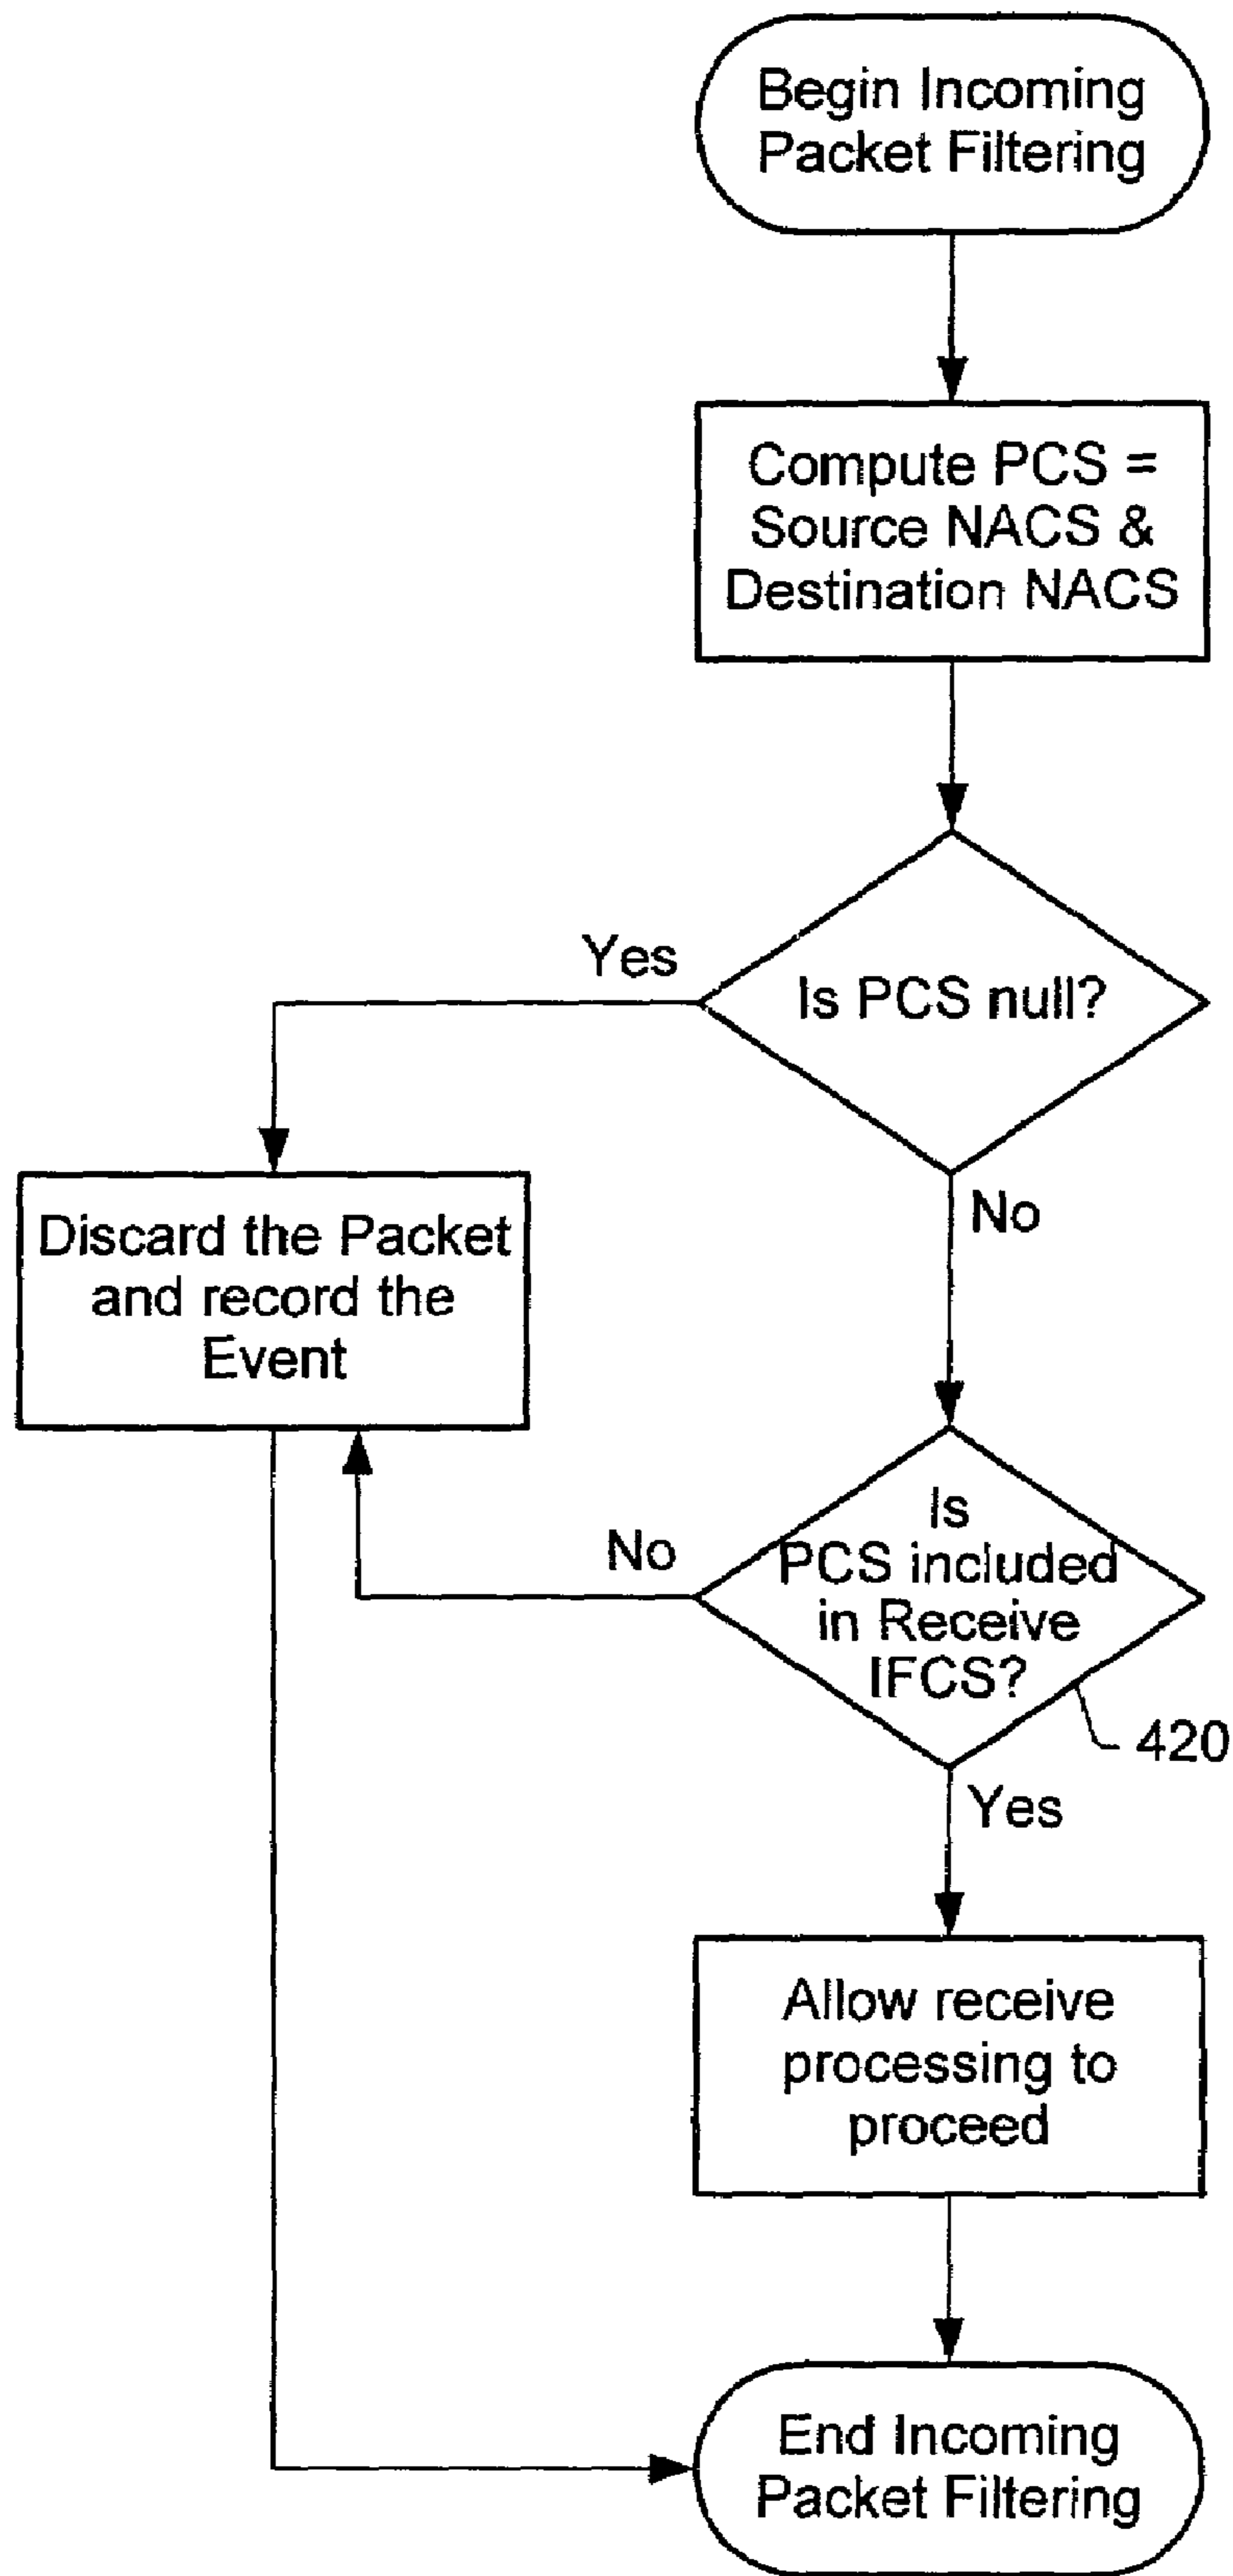 Begin Incoming
Packet Filtering
Compute PCS =
Source NACS &
Destination NACS
Yes
Is PCS null?
No
Discard the Packet
and record the
Event
No
Is
PCS included
in Receive
IFCS?
420
Yes
Allow receive
processing to
proceed
End Incoming
Packet Filtering